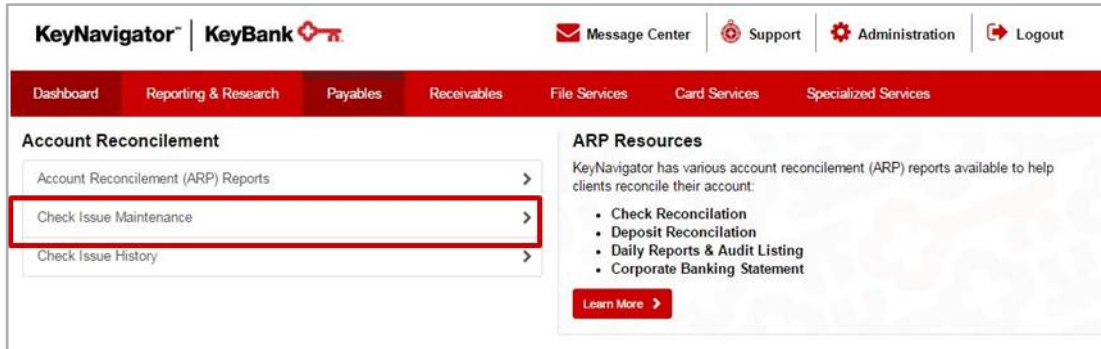 KeyNavigator™ | KeyBank
Message Center
Support
Administration
Logout
Dashboard
Reporting & Research
Payables
Receivables
File Services
Card Services
Specialized Services
Account Reconcilement
Account Reconcilement (ARP) Reports
Check Issue Maintenance
Check Issue History
ARP Resources
KeyNavigator has various account reconcilement (ARP) reports available to help
clients reconcile their account:
• Check Reconcilation
• Deposit Reconcilation
• Daily Reports & Audit Listing
• Corporate Banking Statement
Learn More